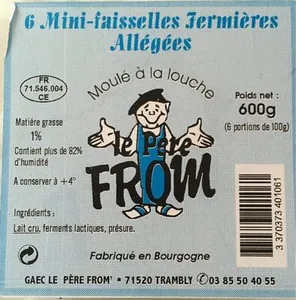 6 Mini-faisselles Fermières
Allégées
Moulé à la louche
FR
71.546.004
CE
Poids net :
600g
(6 portions de 100g)
Matière grasse
1%
Contient plus de 82%
d'humidité
A conserver à +4°
le Père
FROM'
Ingrédients :
Lait cru, ferments lactiques, présure.
3 370373 401061
Fabriqué en Bourgogne
GAEC LE PÈRE FROM' • 71520 TRAMBLY ✆ 03 85 50 40 55